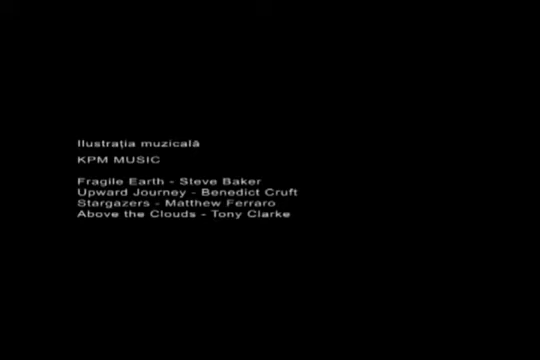 Ilustrația muzicală
KPM MUSIC
Fragile Earth - Steve Baker
Upward Journey - Benedict Cruft
Stargazers - Matthew Ferraro
Above the Clouds - Tony Clarke